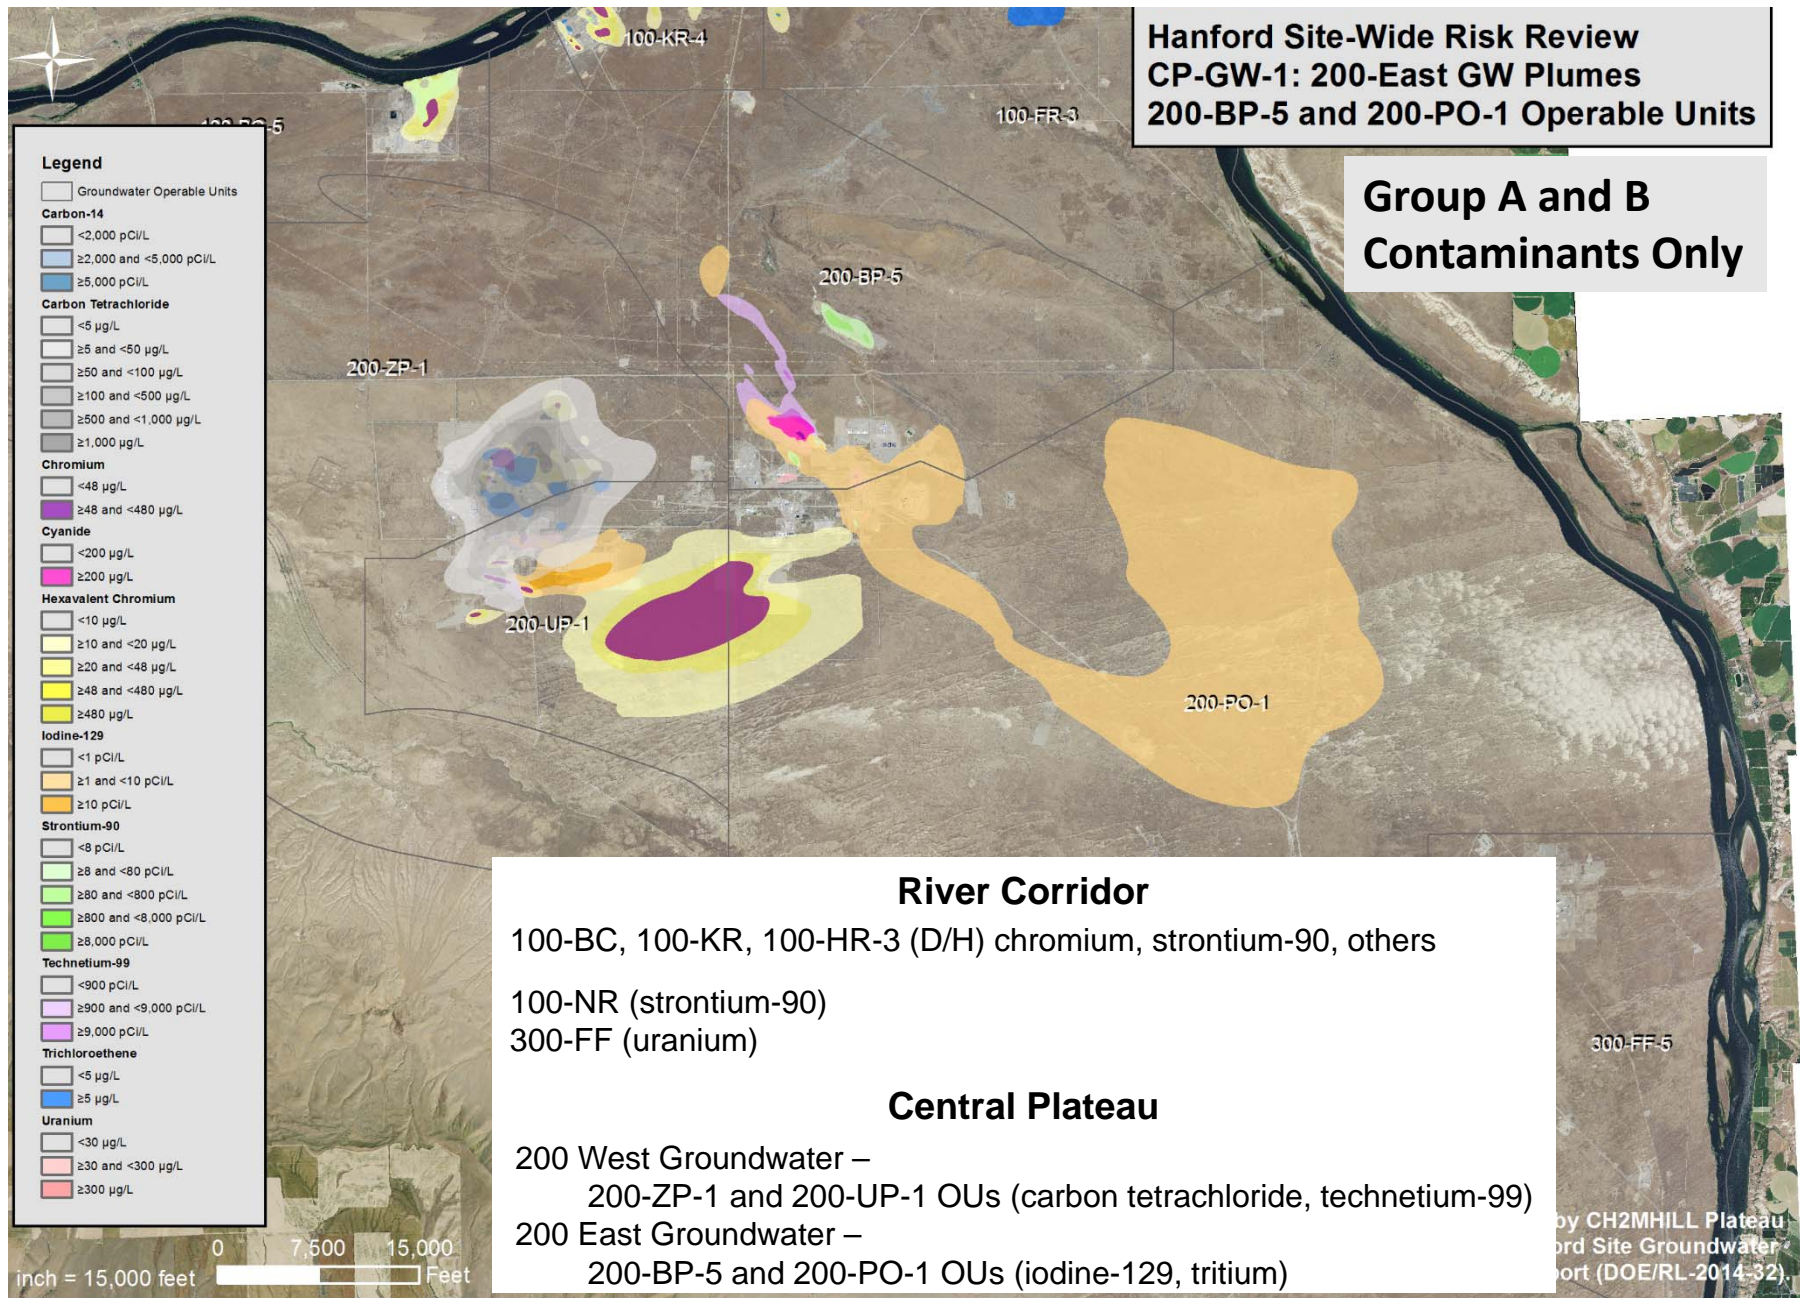 Hanford Site-Wide Risk Review
CP-GW-1: 200-East GW Plumes
200-BP-5 and 200-PO-1 Operable Units
Group A and B
Contaminants Only
100-KR-4
100-FR-3
200-BP-5
200-ZP-1
200-UP-1
200-PO-1
300-FF-5
Legend
Groundwater Operable Units
Carbon-14
<2,000 pCi/L
≥2,000 and <5,000 pCi/L
≥5,000 pCi/L
Carbon Tetrachloride
<5 µg/L
≥5 and <50 µg/L
≥50 and <100 µg/L
≥100 and <500 µg/L
≥500 and <1,000 µg/L
≥1,000 µg/L
Chromium
<48 µg/L
≥48 and <480 µg/L
Cyanide
<200 µg/L
≥200 µg/L
Hexavalent Chromium
<10 µg/L
≥10 and <20 µg/L
≥20 and <48 µg/L
≥48 and <480 µg/L
≥480 µg/L
Iodine-129
<1 pCi/L
≥1 and <10 pCi/L
≥10 pCi/L
Strontium-90
<8 pCi/L
≥8 and <80 pCi/L
≥80 and <800 pCi/L
≥800 and <8,000 pCi/L
≥8,000 pCi/L
Technetium-99
<900 pCi/L
≥900 and <9,000 pCi/L
≥9,000 pCi/L
Trichloroethene
<5 µg/L
≥5 µg/L
Uranium
<30 µg/L
≥30 and <300 µg/L
≥300 µg/L
0 7,500 15,000
inch = 15,000 feet Feet
River Corridor
100-BC, 100-KR, 100-HR-3 (D/H) chromium, strontium-90, others
100-NR (strontium-90)
300-FF (uranium)
Central Plateau
200 West Groundwater –
200-ZP-1 and 200-UP-1 OUs (carbon tetrachloride, technetium-99)
200 East Groundwater –
200-BP-5 and 200-PO-1 OUs (iodine-129, tritium)
by CH2MHILL Plateau
ord Site Groundwater
port (DOE/RL-2014-32).